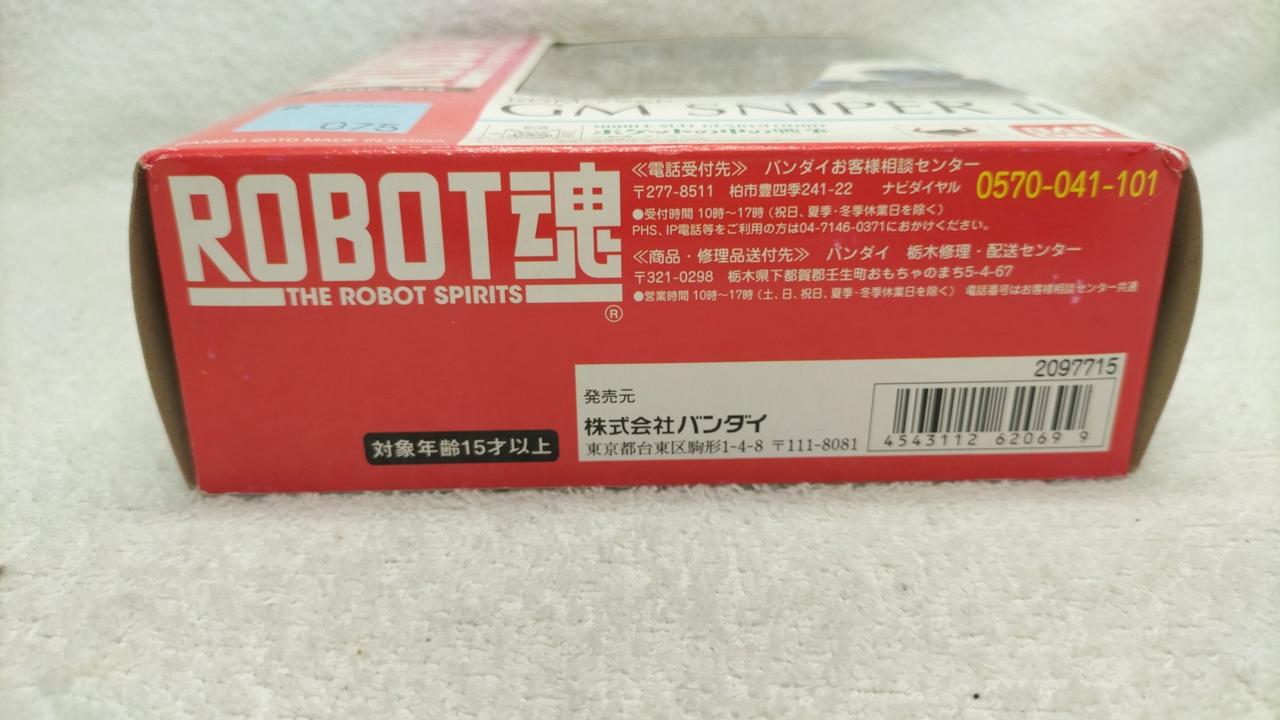 075
BANDAI 2010 MADE IN CHINA
GM SNIPER II
ROBOT魂
THE ROBOT SPIRITS
®
≪電話受付先≫ バンダイお客様相談センター
〒277-8511 柏市豊四季241-22 ナビダイヤル 0570-041-101
●受付時間 10時～17時（祝日、夏季・冬季休業日を除く）
PHS、IP電話等をご利用の方は04-7146-0371におかけください。
≪商品・修理品送付先≫ バンダイ 栃木修理・配送センター
〒321-0298 栃木県下都賀郡壬生町おもちゃのまち5-4-67
●営業時間 10時～17時（土、日、祝日、夏季・冬季休業日を除く） 電話番号はお客様相談センター共通
対象年齢15才以上
発売元
株式会社バンダイ
東京都台東区駒形1-4-8 〒111-8081
2097715
4543112 62069 9